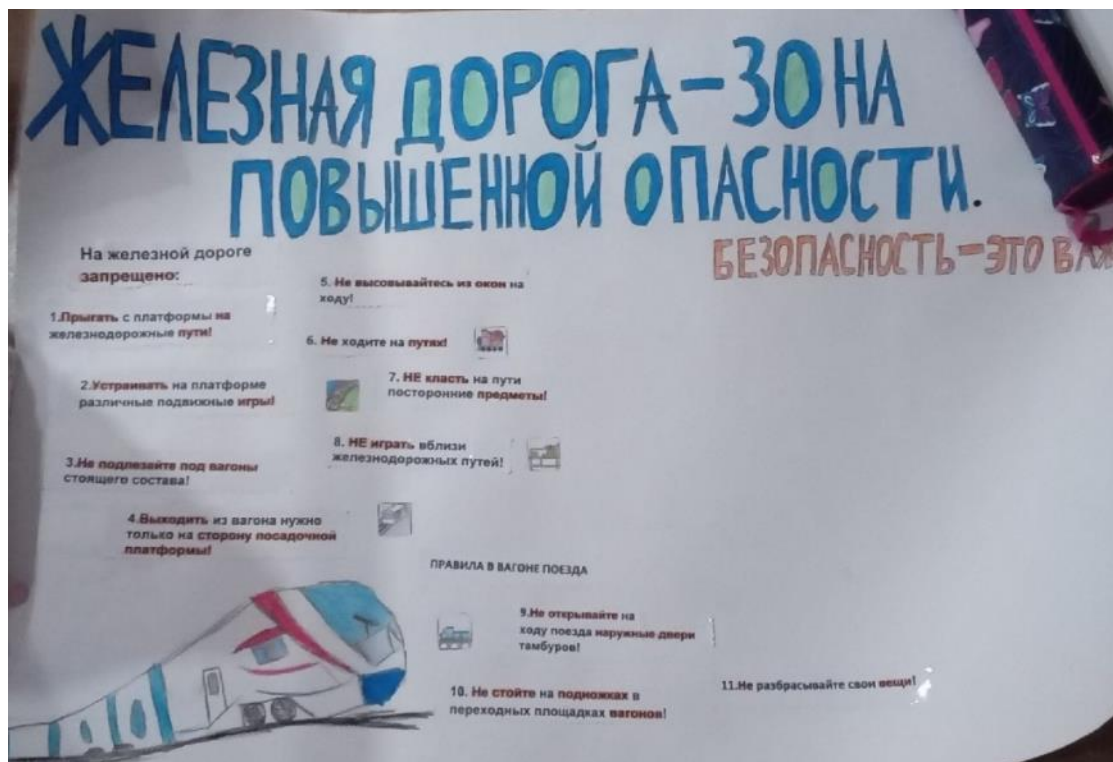 ЖЕЛЕЗНАЯ ДОРОГА-ЗОНА
ПОВЫШЕННОЙ ОПАСНОСТИ.
БЕЗОПАСНОСТЬ-ЭТО
На железной дороге
запрещено:
1.Прыгать с платформы на
железнодорожные пути!
2.Устраивать на платформе
различные подвижные игры!
3.Не подлезайте под вагоны
стоящего состава!
4.Выходить из вагона нужно
только на сторону посадочной
платформы!
5. Не высовывайтесь из окон на
ходу!
6. Не ходите на путях!
7. НЕ класть на пути
посторонние предметы!
8. НЕ играть вблизи
железнодорожных путей!
ПРАВИЛА В ВАГОНЕ ПОЕЗДА
9.Не открывайте на
ходу поезда наружные двери
тамбуров!
10. Не стойте на подножках и
переходных площадках вагонов!
11.Не разбрасывайте свои вещи!